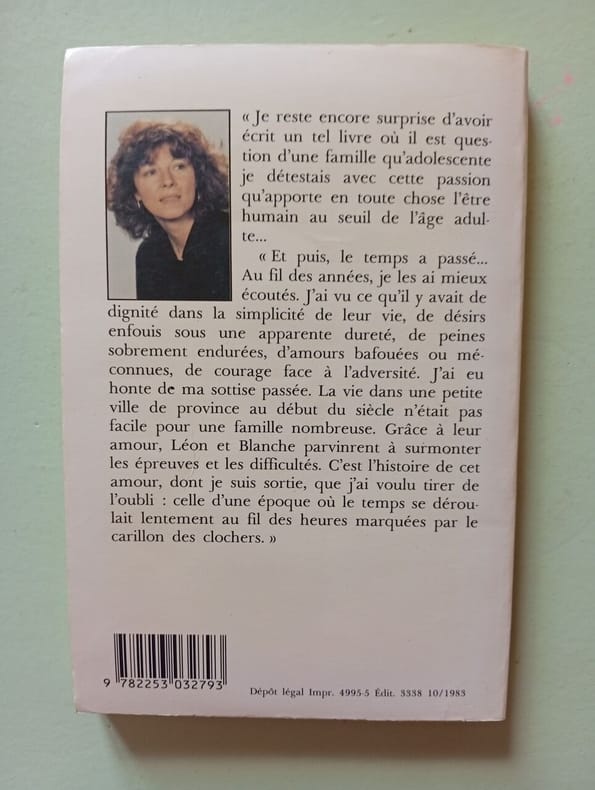 « Je reste encore surprise d'avoir
écrit un tel livre où il est ques-
tion d'une famille qu'adolescente
je détestais avec cette passion
qu'apporte en toute chose l'être
humain au seuil de l'âge adul-
te...
« Et puis, le temps a passé...
Au fil des années, je les ai mieux
écoutés. J'ai vu ce qu'il y avait de
dignité dans la simplicité de leur vie, de désirs
enfouis sous une apparente dureté, de peines
sobrement endurées, d'amours bafouées ou mé-
connues, de courage face à l'adversité. J'ai eu
honte de ma sottise passée. La vie dans une petite
ville de province au début du siècle n'était pas
facile pour une famille nombreuse. Grâce à leur
amour, Léon et Blanche parvinrent à surmonter
les épreuves et les difficultés. C'est l'histoire de cet
amour, dont je suis sortie, que j'ai voulu tirer de
l'oubli : celle d'une époque où le temps se dérou-
lait lentement au fil des heures marquées par le
carillon des clochers. »
9 782253 032793
Dépôt légal Impr. 4995-5 Édit. 3338 10/1983